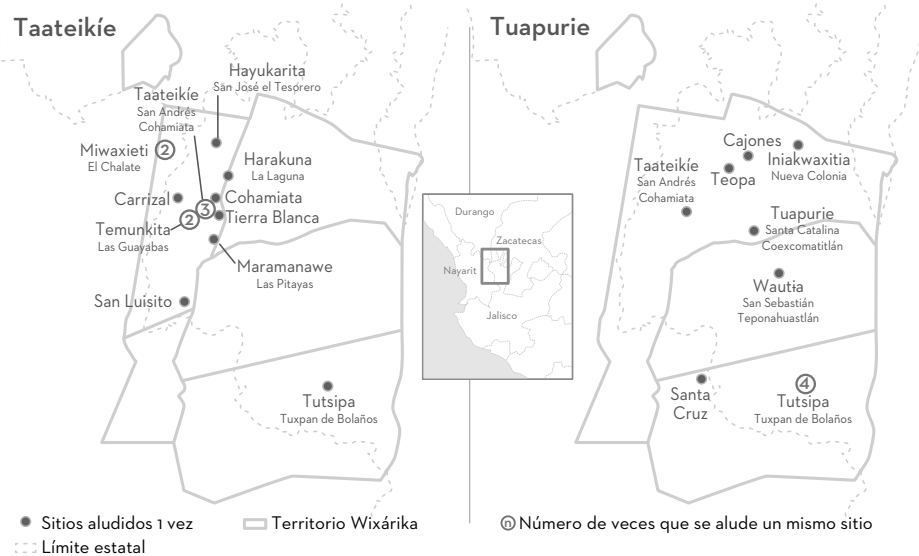 Taateikíe
Hayukarita
San José el Tesorero
Taateikíe
San Andrés
Cohamiata
Miwaxieti
El Chalate
2
Harakuna
La Laguna
Carrizal
Cohamiata
3
Tierra Blanca
2
Temunkita
Las Guayabas
Maramanawe
Las Pitayas
San Luisito
Tutsipa
Tuxpan de Bolaños
Durango
Zacatecas
Nayarit
Jalisco
Tuapurie
Cajones
Iniakwaxitia
Nueva Colonia
Teopa
Taateikíe
San Andrés
Cohamiata
Tuapurie
Santa Catalina
Coexcomatitlán
Wautɨa
San Sebastián
Teponahuastlán
Santa
Cruz
4
Tutsipa
Tuxpan de Bolaños
Sitios aludidos 1 vez
Territorio Wixárika
n Número de veces que se alude un mismo sitio
Límite estatal